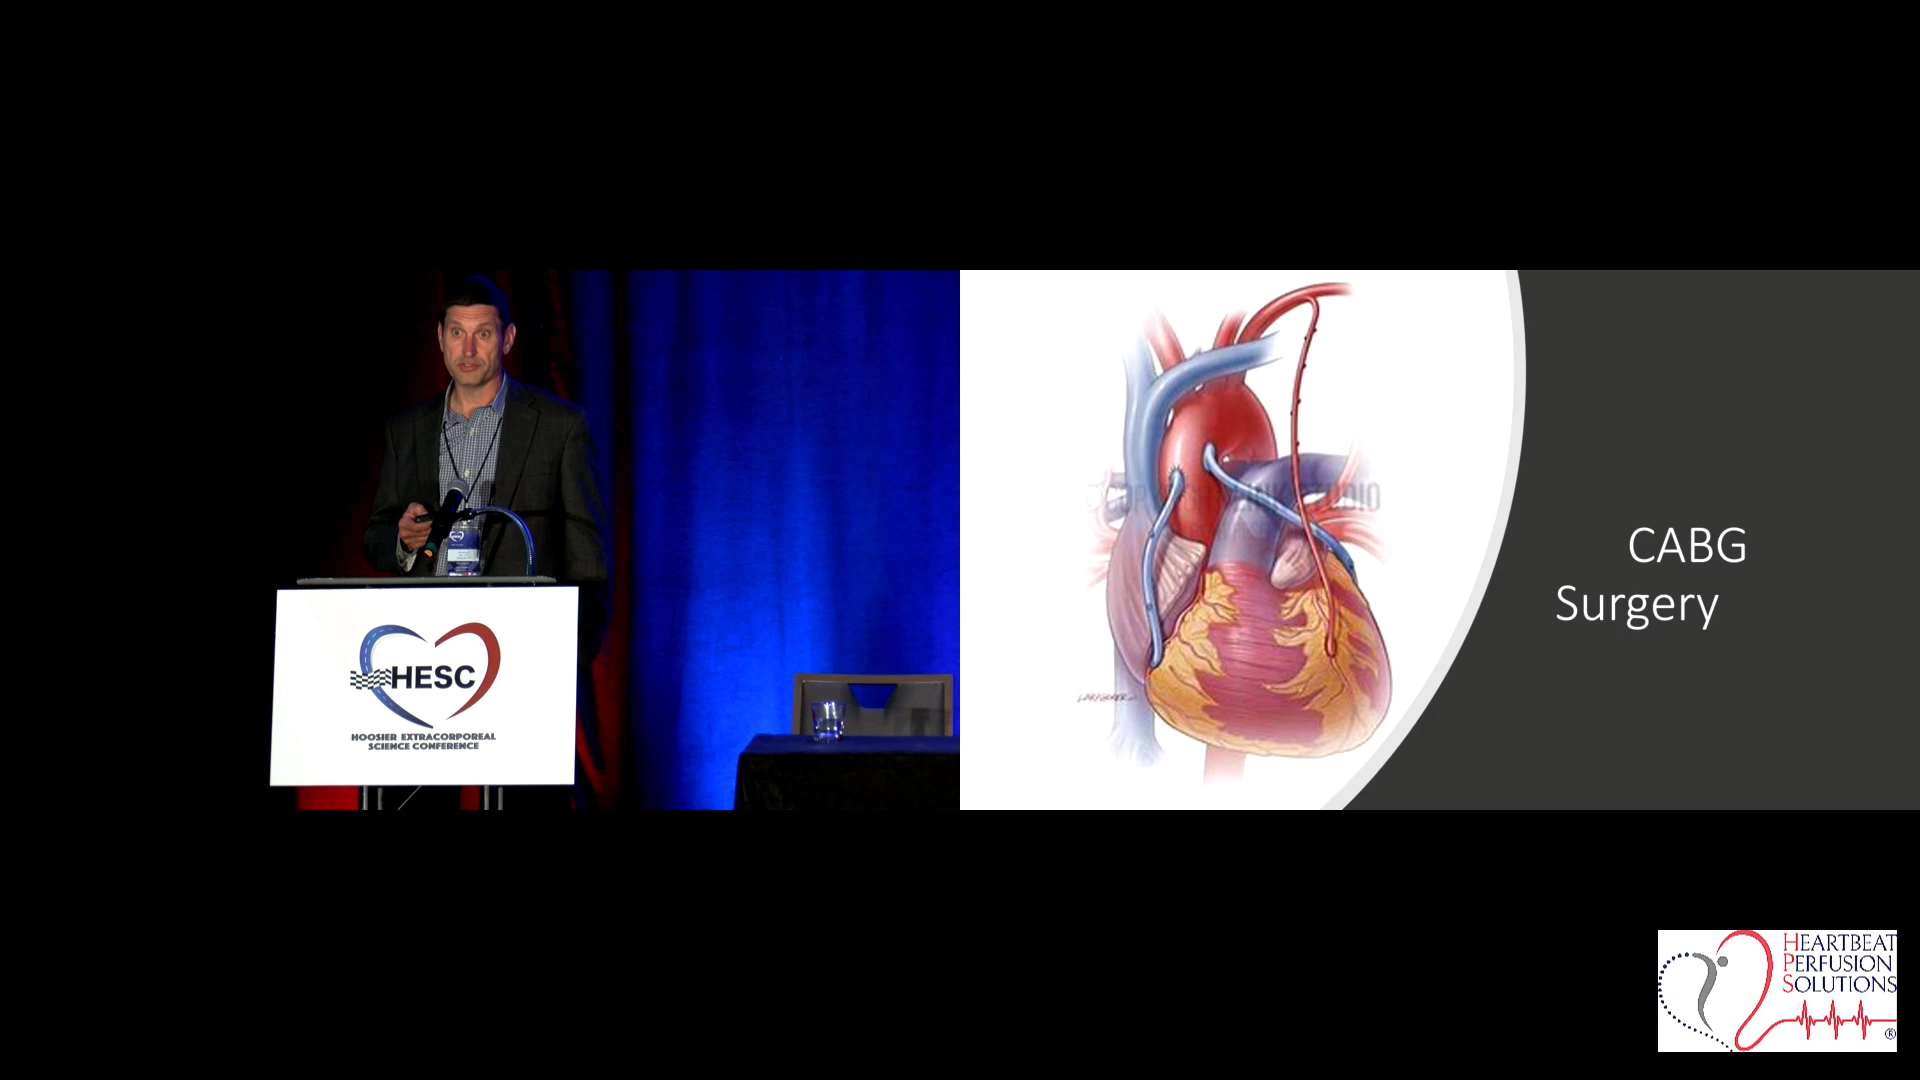 HESC
HOOSIER EXTRACORPOREAL
SCIENCE CONFERENCE
CABG
Surgery
HEARTBEAT
PERFUSION
SOLUTIONS
®